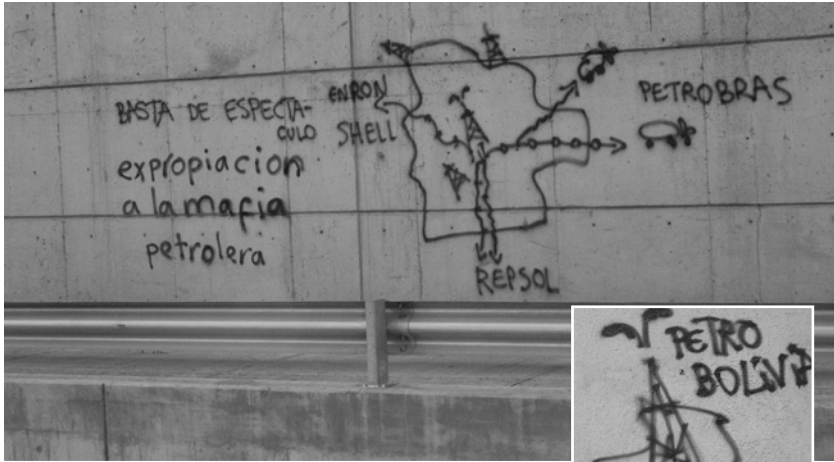 BASTA DE ESPECTA-
CULO
expropiacion
a la mafia
petrolera
ENRON
SHELL
PETROBRAS
REPSOL
PETRO
BOLiViA